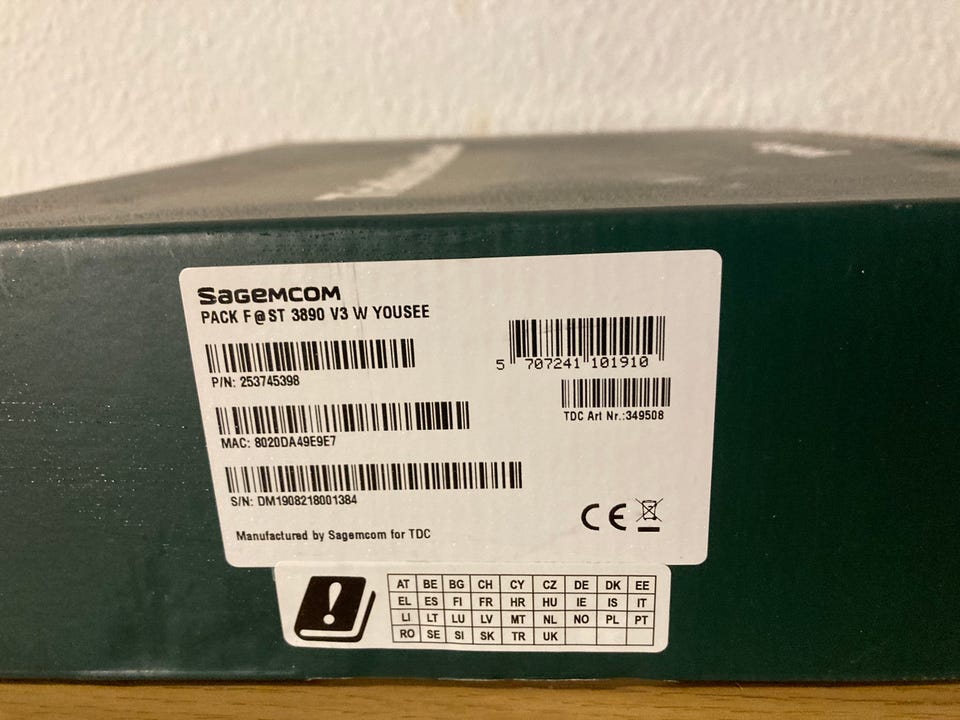 Sagemcom
PACK F@ST 3890 V3 W YOUSEE
P/N: 253745398
5 707241 101910
TDC Art Nr.:349508
MAC: 8020DA49E9E7
S/N: DM1908218001384
Manufactured by Sagemcom for TDC
CE
!
AT BE BG CH CY CZ DE DK EE
EL ES FI FR HR HU IE IS IT
LI LT LU LV MT NL NO PL PT
RO SE SI SK TR UK